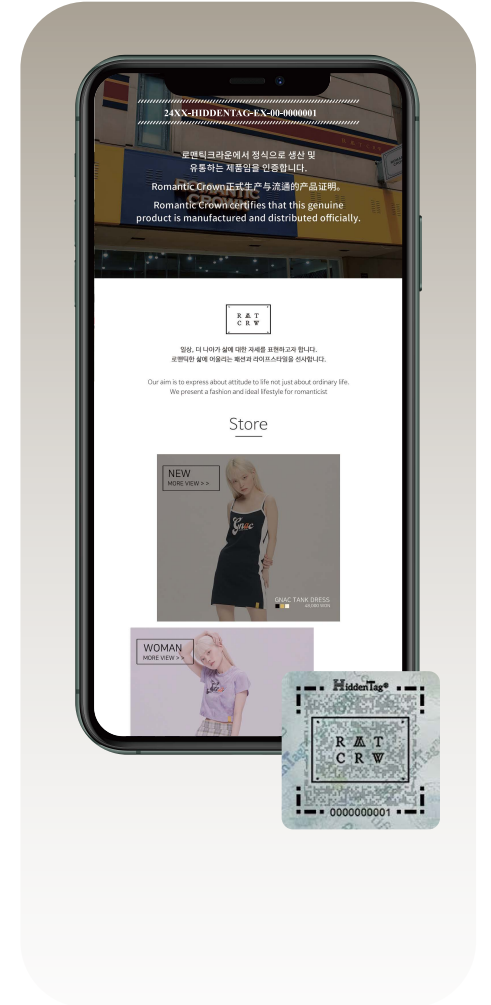 24XX-HIDDENTAG-EX-00-0000001
로맨틱크라운에서 정식으로 생산 및
유통하는 제품임을 인증합니다.
Romantic Crown正式生产与流通的产品证明。
Romantic Crown certifies that this genuine
product is manufactured and distributed officially.
ROMANTIC
CROWN
R A T
C R W
일상, 더 나아가 삶에 대한 자세를 표현하고자 합니다.
로맨틱한 삶에 어울리는 패션과 라이프스타일을 선사합니다.
Our aim is to express about attitude to life not just about ordinary life.
We present a fashion and ideal lifestyle for romanticist
Store
NEW
MORE VIEW > >
Gnac
GNAC TANK DRESS
WOMAN
MORE VIEW > >
HiddenTag®
R A T
C R W
0000000001